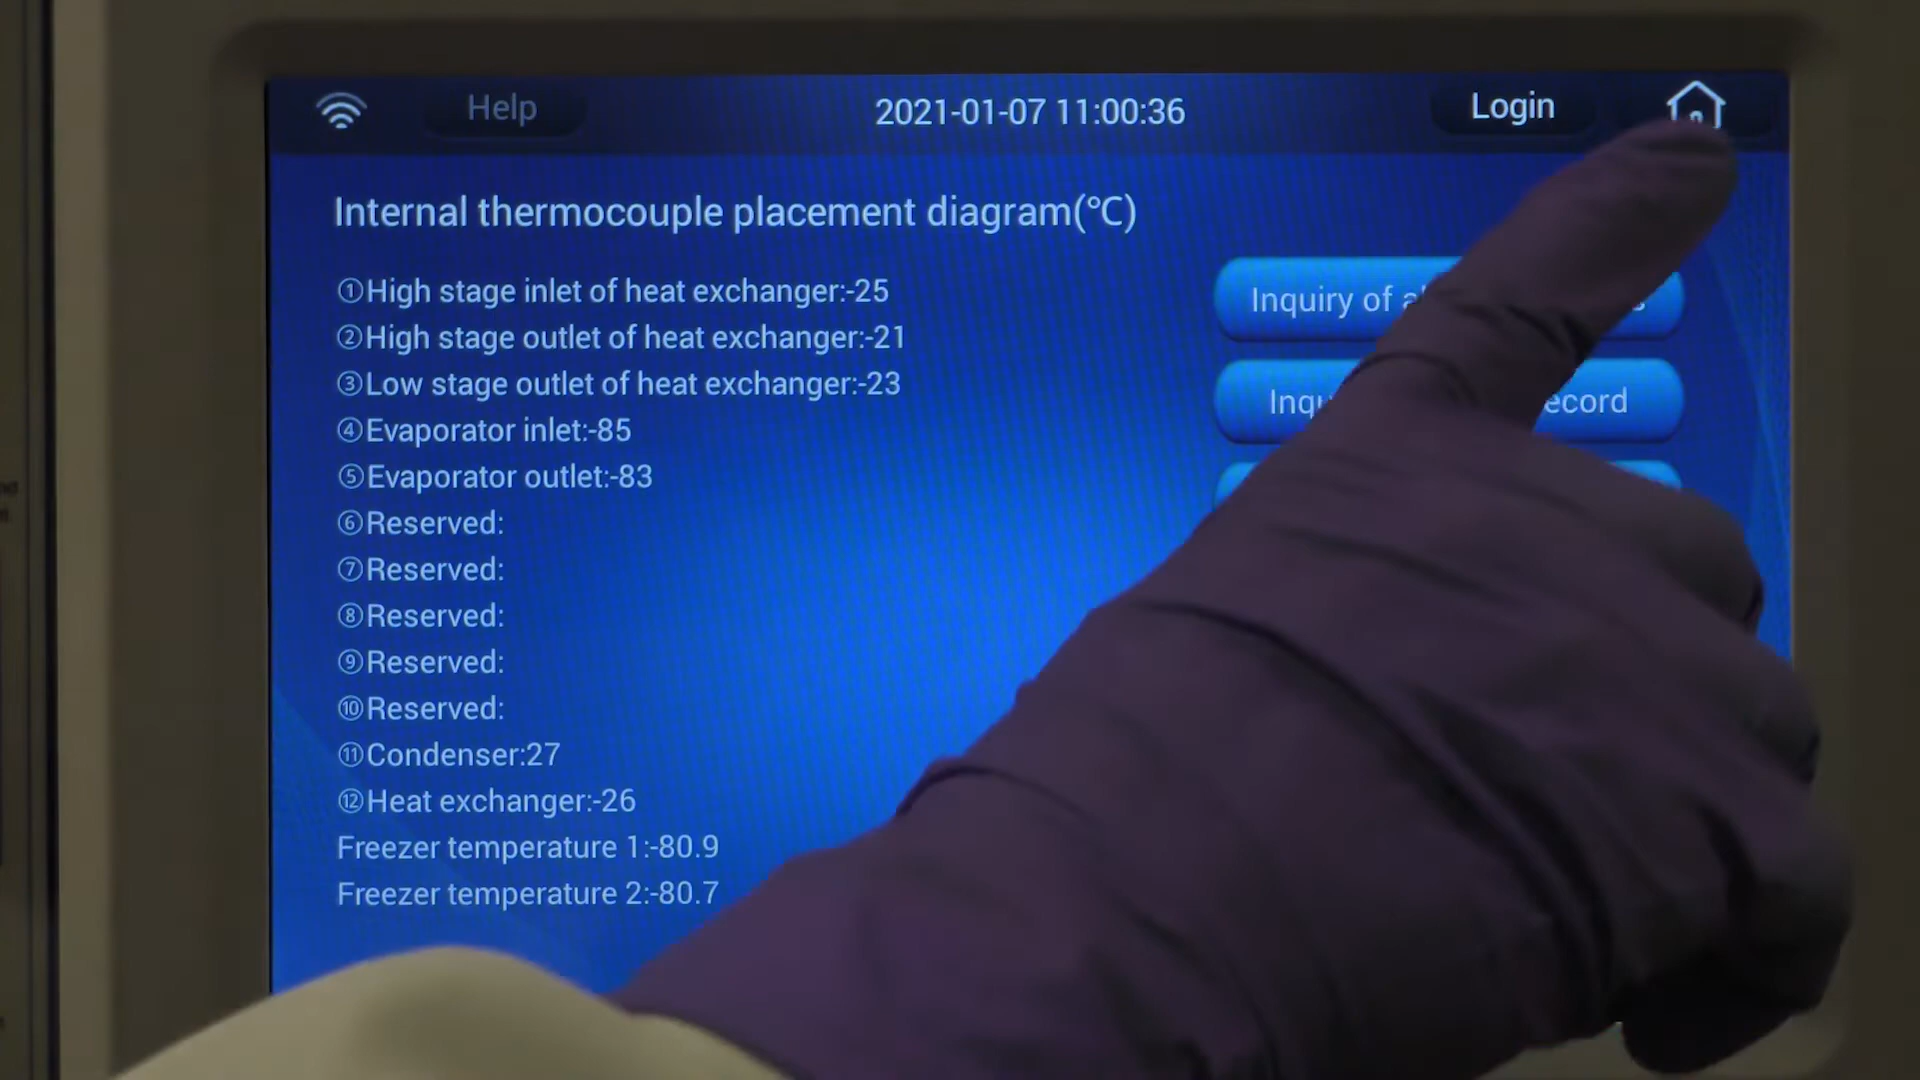 Help 2021-01-07 11:00:36 Login
Internal thermocouple placement diagram(℃)
①High stage inlet of heat exchanger:-25
②High stage outlet of heat exchanger:-21
③Low stage outlet of heat exchanger:-23
④Evaporator inlet:-85
⑤Evaporator outlet:-83
⑥Reserved:
⑦Reserved:
⑧Reserved:
⑨Reserved:
⑩Reserved:
⑪Condenser:27
⑫Heat exchanger:-26
Freezer temperature 1:-80.9
Freezer temperature 2:-80.7
Inquiry of